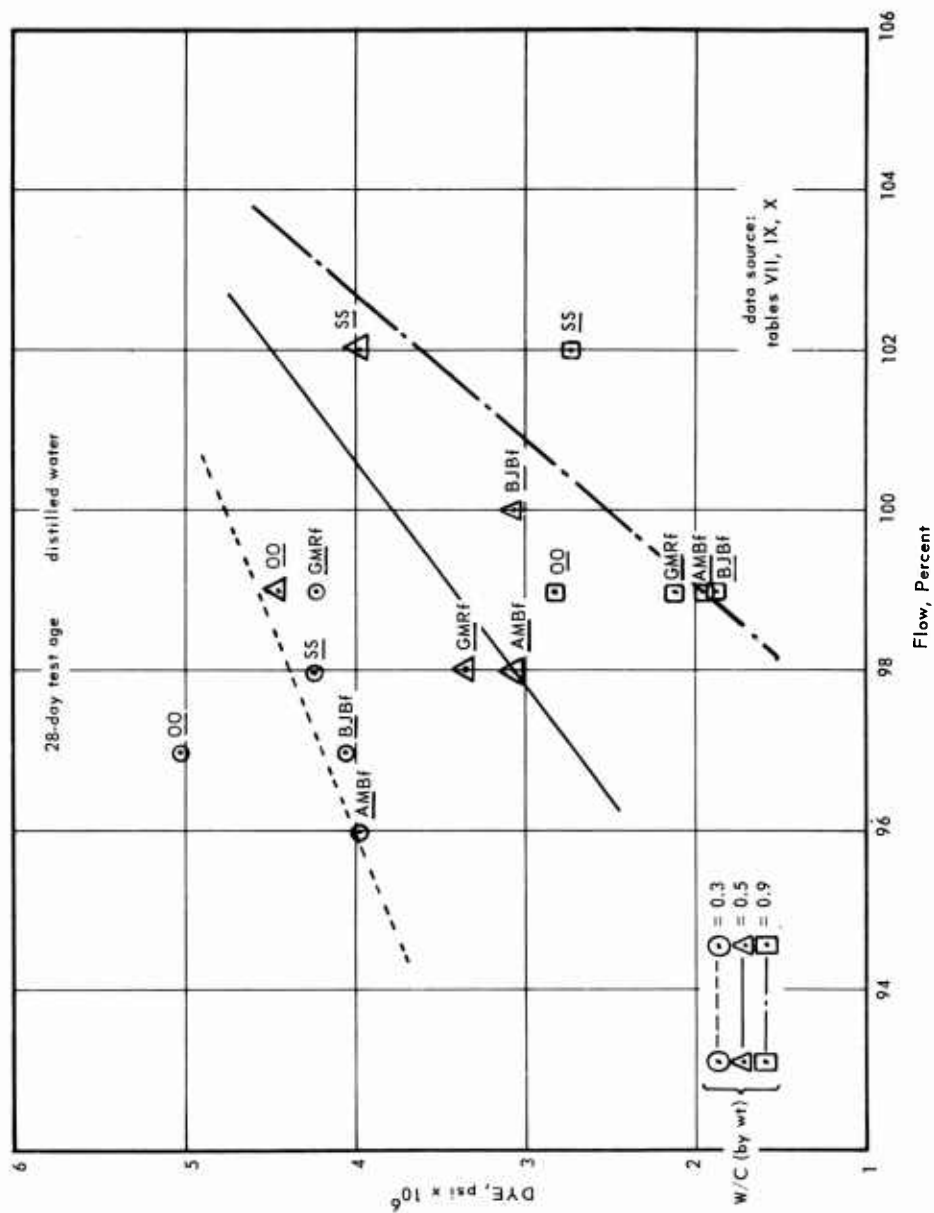 28-day test age distilled water
6
5
4
3
2
1
DYE, psi x 10⁶
94
96
98
100
102
104
106
Flow, Percent
OO
SS
GMRf
OO
BJBf
AMBf
SS
GMRf
AMBf
BJBf
OO
SS
GMRf
AMBf
BJBf
W/C (by wt)
= 0.3
= 0.5
= 0.9
data source:
tables VII, IX, X